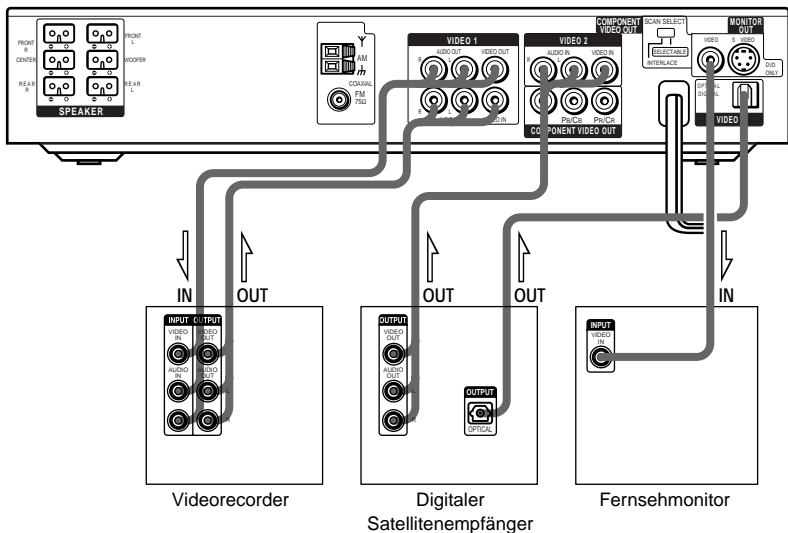 FRONT R
FRONT L
CENTER
WOOFER
REAR R
REAR L
SPEAKER
AM
COAXIAL
FM
75Ω
VIDEO 1
AUDIO OUT
VIDEO OUT
R
L
R
L
VIDEO 2
AUDIO IN
VIDEO IN
R
L
PB/CB
PR/CR
COMPONENT VIDEO OUT
COMPONENT
VIDEO OUT
SCAN SELECT
SELECTABLE
INTERLACE
MONITOR
OUT
VIDEO
S VIDEO
DVD
ONLY
DIGITAL
VIDEO
IN
OUT
OUT
OUT
IN
INPUT
OUTPUT
VIDEO IN
VIDEO OUT
AUDIO IN
AUDIO OUT
L
R
OUTPUT
VIDEO OUT
AUDIO OUT
L
R
OUTPUT
OPTICAL
INPUT
VIDEO IN
Videorecorder
Digitaler
Satellitenempfänger
Fernsehmonitor